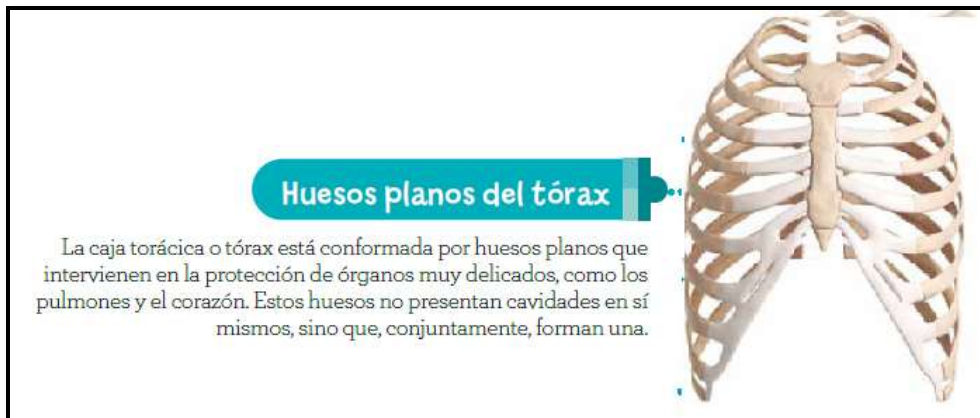 Huesos planos del tórax
La caja torácica o tórax está conformada por huesos planos que
intervienen en la protección de órganos muy delicados, como los
pulmones y el corazón. Estos huesos no presentan cavidades en sí
mismos, sino que, conjuntamente, forman una.